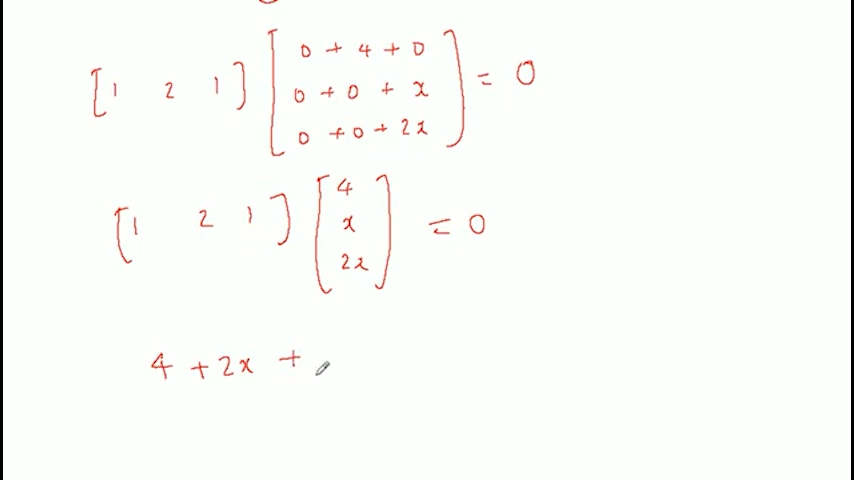 [1 2 1] [0 + 4 + 0
0 + 0 + x
0 + 0 + 2x] = 0
[1 2 1] [4
x
2x] = 0
4 + 2x +